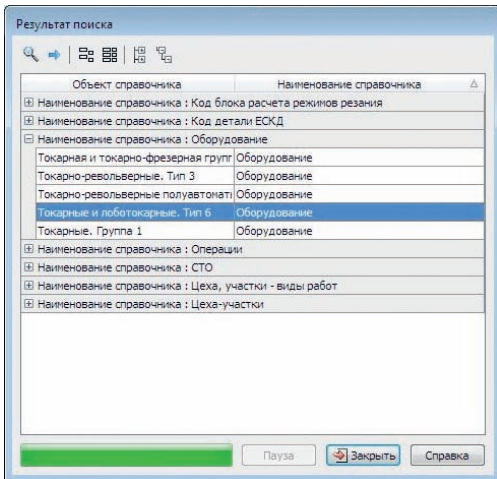 Результат поиска
Объект справочника Наименование справочника
Наименование справочника : Код блока расчета режимов резания
Наименование справочника : Код детали ЕСКД
Наименование справочника : Оборудование
Токарная и токарно-фрезерная групп Оборудование
Токарно-револьверные. Тип 3 Оборудование
Токарно-револьверные полуавтомат Оборудование
Токарные и лоботокарные. Тип 6 Оборудование
Токарные. Группа 1 Оборудование
Наименование справочника : Операции
Наименование справочника : СТО
Наименование справочника : Цеха, участки - виды работ
Наименование справочника : Цеха-участки
Пауза Закрыть Справка